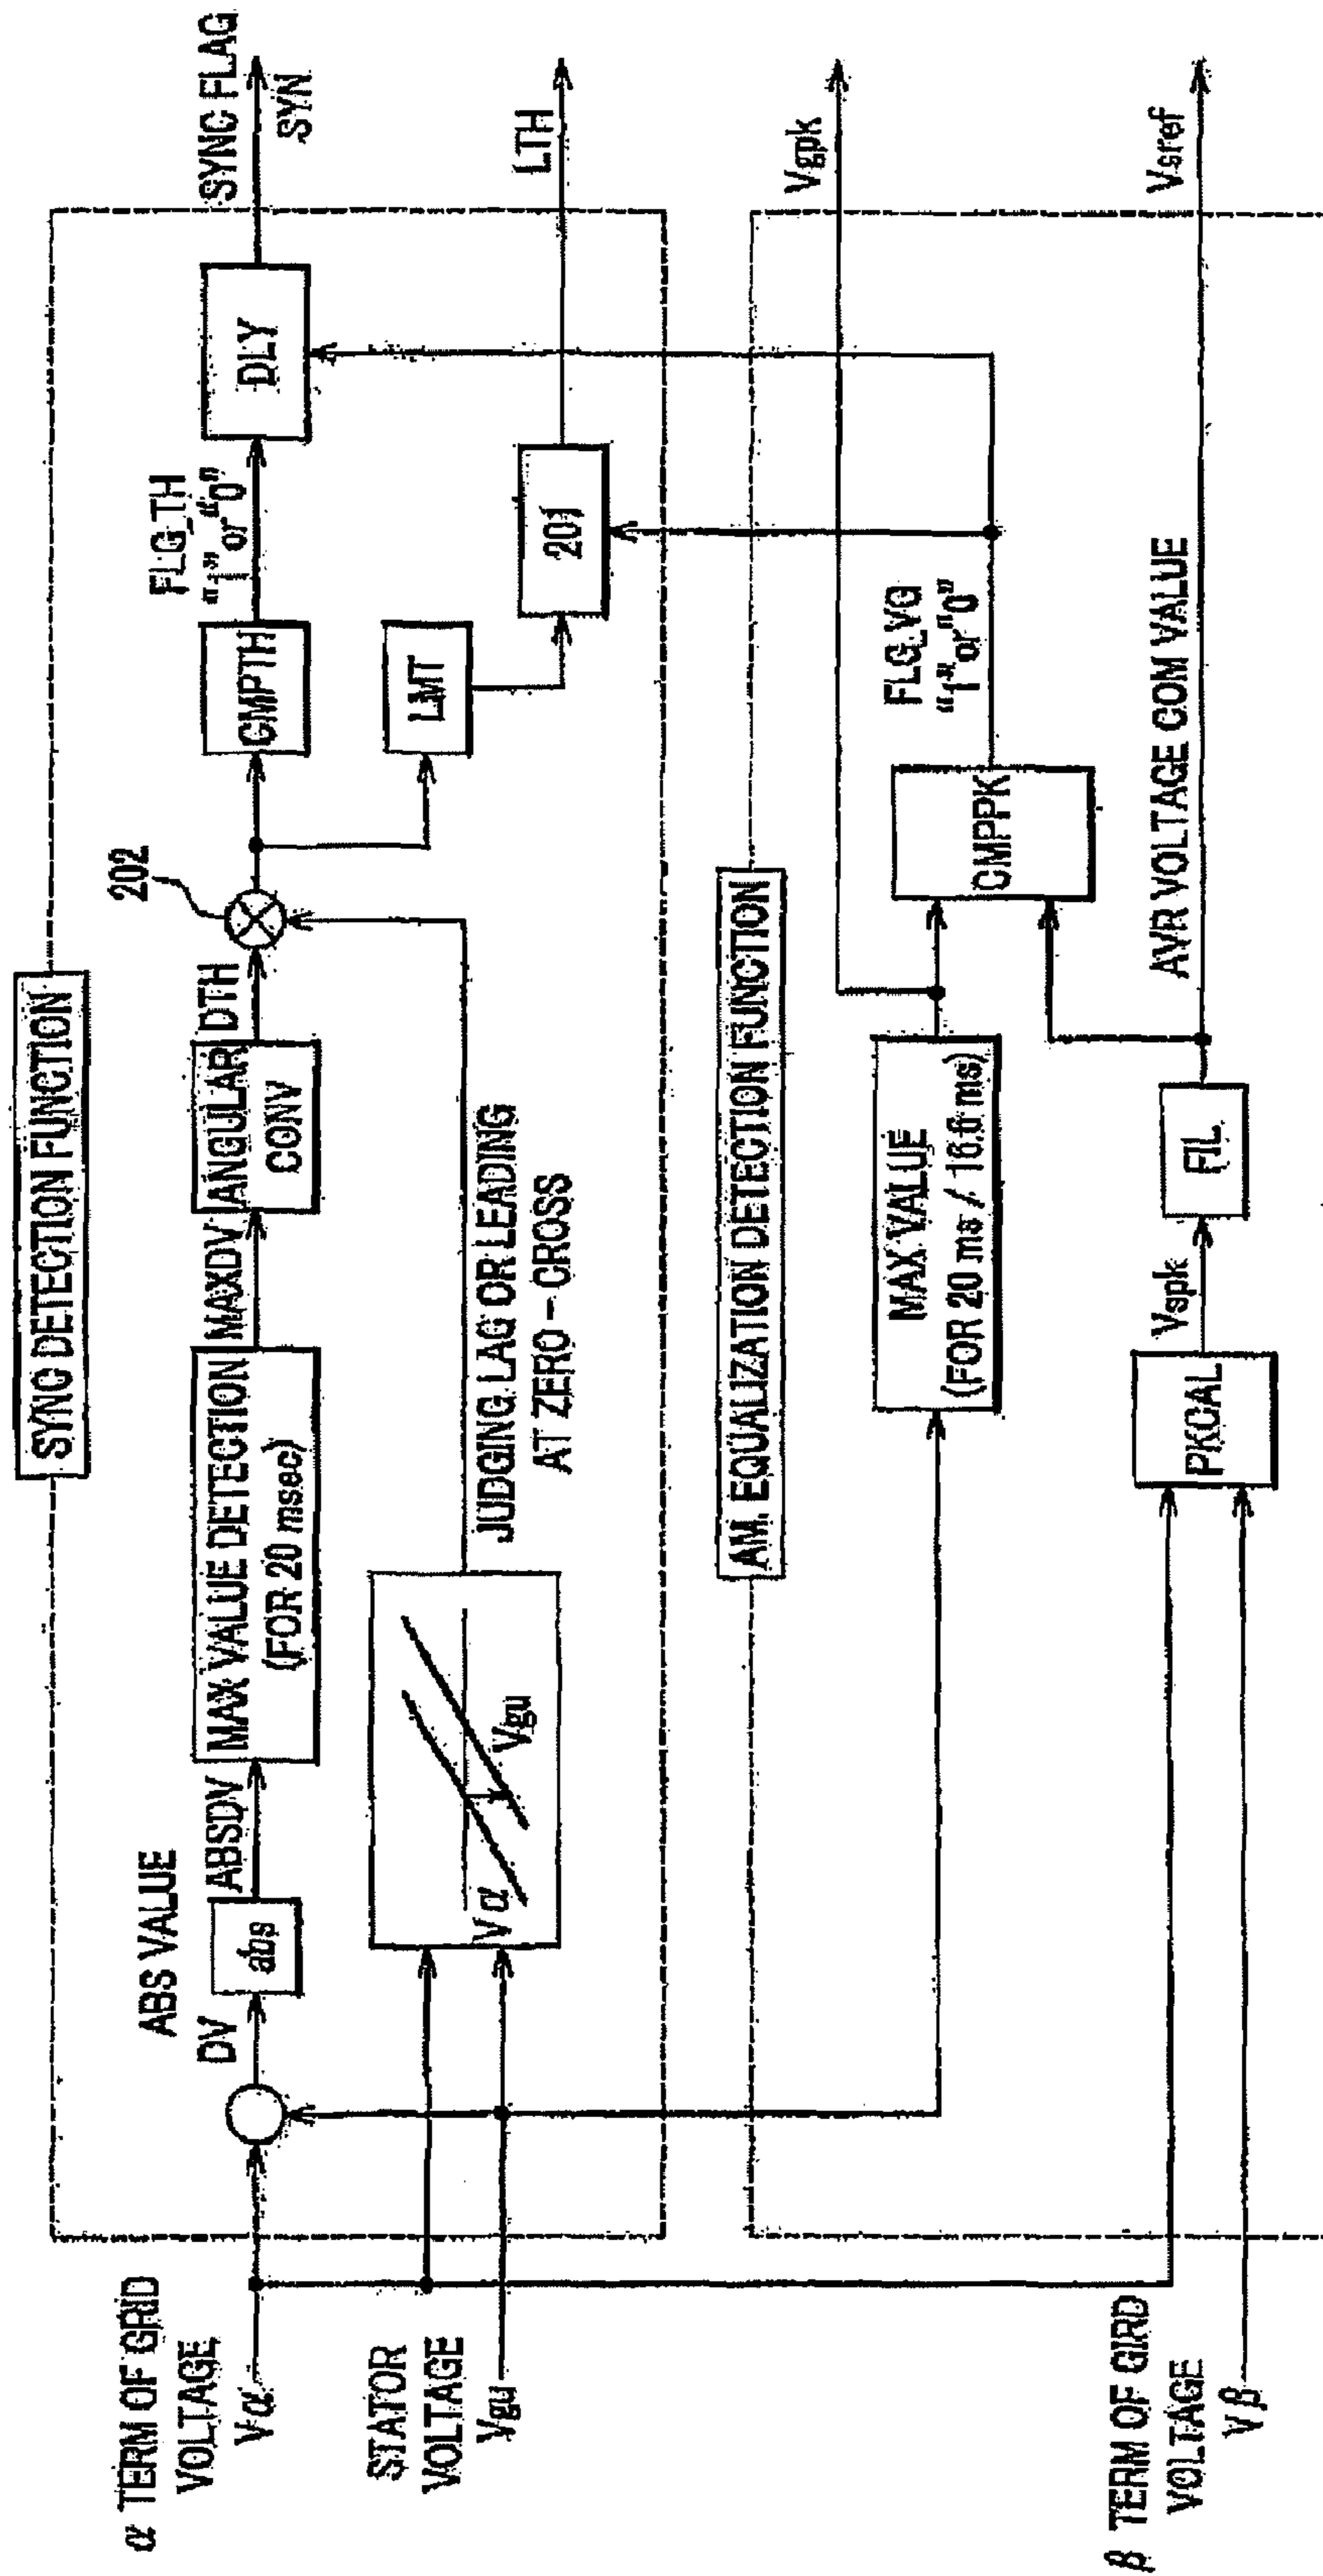 SYNC DETECTION FUNCTION
α TERM OF GRID
VOLTAGE
Vα
DV
ABS VALUE
abs
ABSDV
MAX VALUE DETECTION
(FOR 20 msec)
MAXDV
ANGULAR
CONV
DTH
202
CMPTH
FLG_TH
"1" or "0"
DLY
SYNC FLAG
SYN
STATOR
VOLTAGE
Vgu
Vα
Vgu
JUDGING LAG OR LEADING
AT ZERO-CROSS
LMT
201
LTH
AM. EQUALIZATION DETECTION FUNCTION
MAX VALUE
(FOR 20 ms / 16.6 ms)
CMPPK
FLG_VG
"1" or "0"
Vgpk
β TERM OF GIRD
VOLTAGE
Vβ
PKCAL
Vspk
FIL
AVR VOLTAGE COM VALUE
Vsref